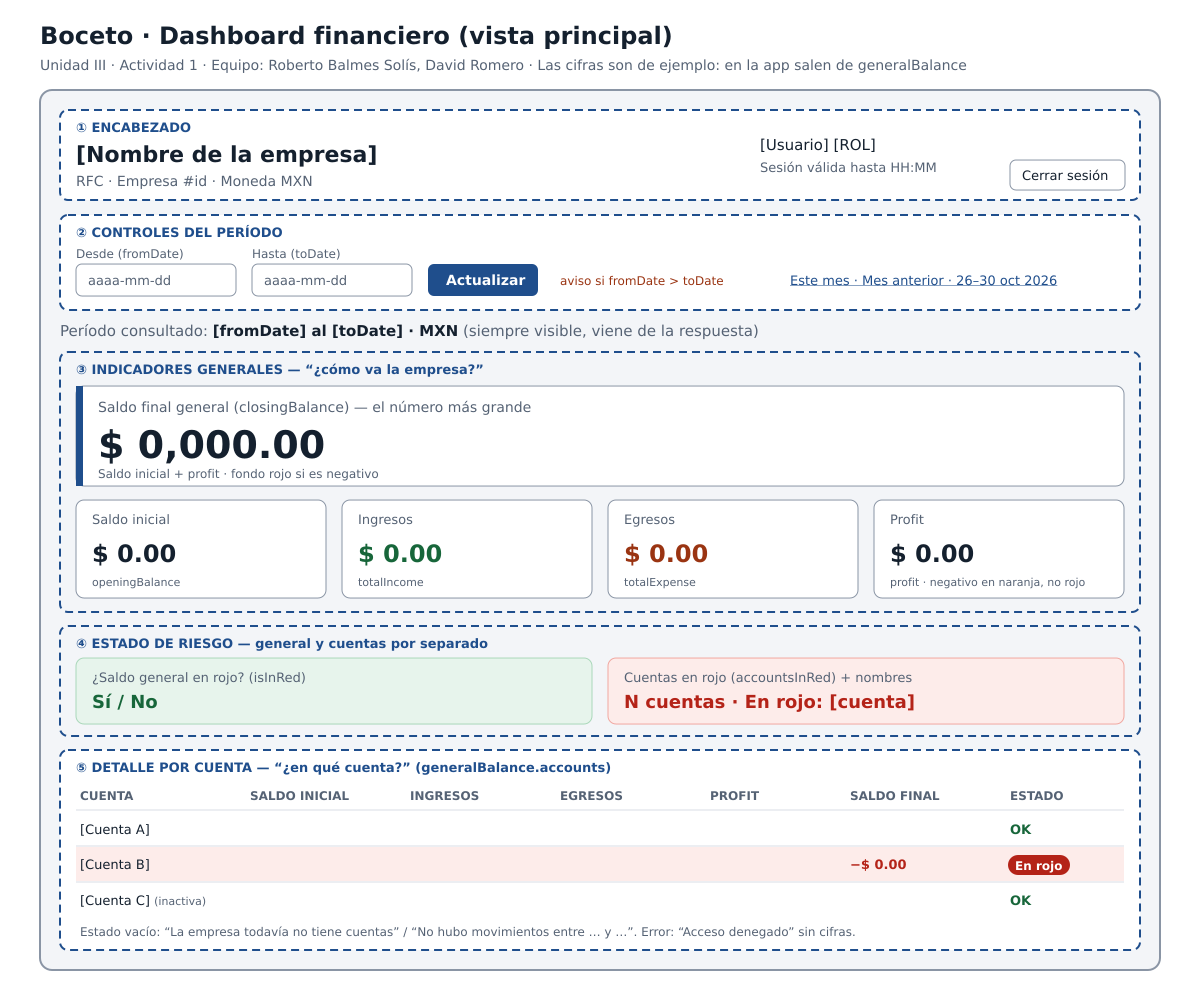 Boceto · Dashboard financiero (vista principal)
Unidad III · Actividad 1 · Equipo: Roberto Balmes Solís, David Romero · Las cifras son de ejemplo: en la app salen de generalBalance
① ENCABEZADO
[Nombre de la empresa]
RFC · Empresa #id · Moneda MXN
[Usuario] [ROL]
Sesión válida hasta HH:MM
Cerrar sesión
② CONTROLES DEL PERÍODO
Desde (fromDate)
Hasta (toDate)
aaaa-mm-dd
aaaa-mm-dd
Actualizar
aviso si fromDate > toDate
Este mes · Mes anterior · 26–30 oct 2026
Período consultado: [fromDate] al [toDate] · MXN (siempre visible, viene de la respuesta)
③ INDICADORES GENERALES — “¿cómo va la empresa?”
Saldo final general (closingBalance) — el número más grande
$ 0,000.00
Saldo inicial + profit · fondo rojo si es negativo
Saldo inicial
$ 0.00
openingBalance
Ingresos
$ 0.00
totalIncome
Egresos
$ 0.00
totalExpense
Profit
$ 0.00
profit · negativo en naranja, no rojo
④ ESTADO DE RIESGO — general y cuentas por separado
¿Saldo general en rojo? (isInRed)
Sí / No
Cuentas en rojo (accountsInRed) + nombres
N cuentas · En rojo: [cuenta]
⑤ DETALLE POR CUENTA — “¿en qué cuenta?” (generalBalance.accounts)
CUENTA SALDO INICIAL INGRESOS EGRESOS PROFIT SALDO FINAL ESTADO
[Cuenta A] OK
[Cuenta B] −$ 0.00 En rojo
[Cuenta C] (inactiva) OK
Estado vacío: “La empresa todavía no tiene cuentas” / “No hubo movimientos entre … y …”. Error: “Acceso denegado” sin cifras.